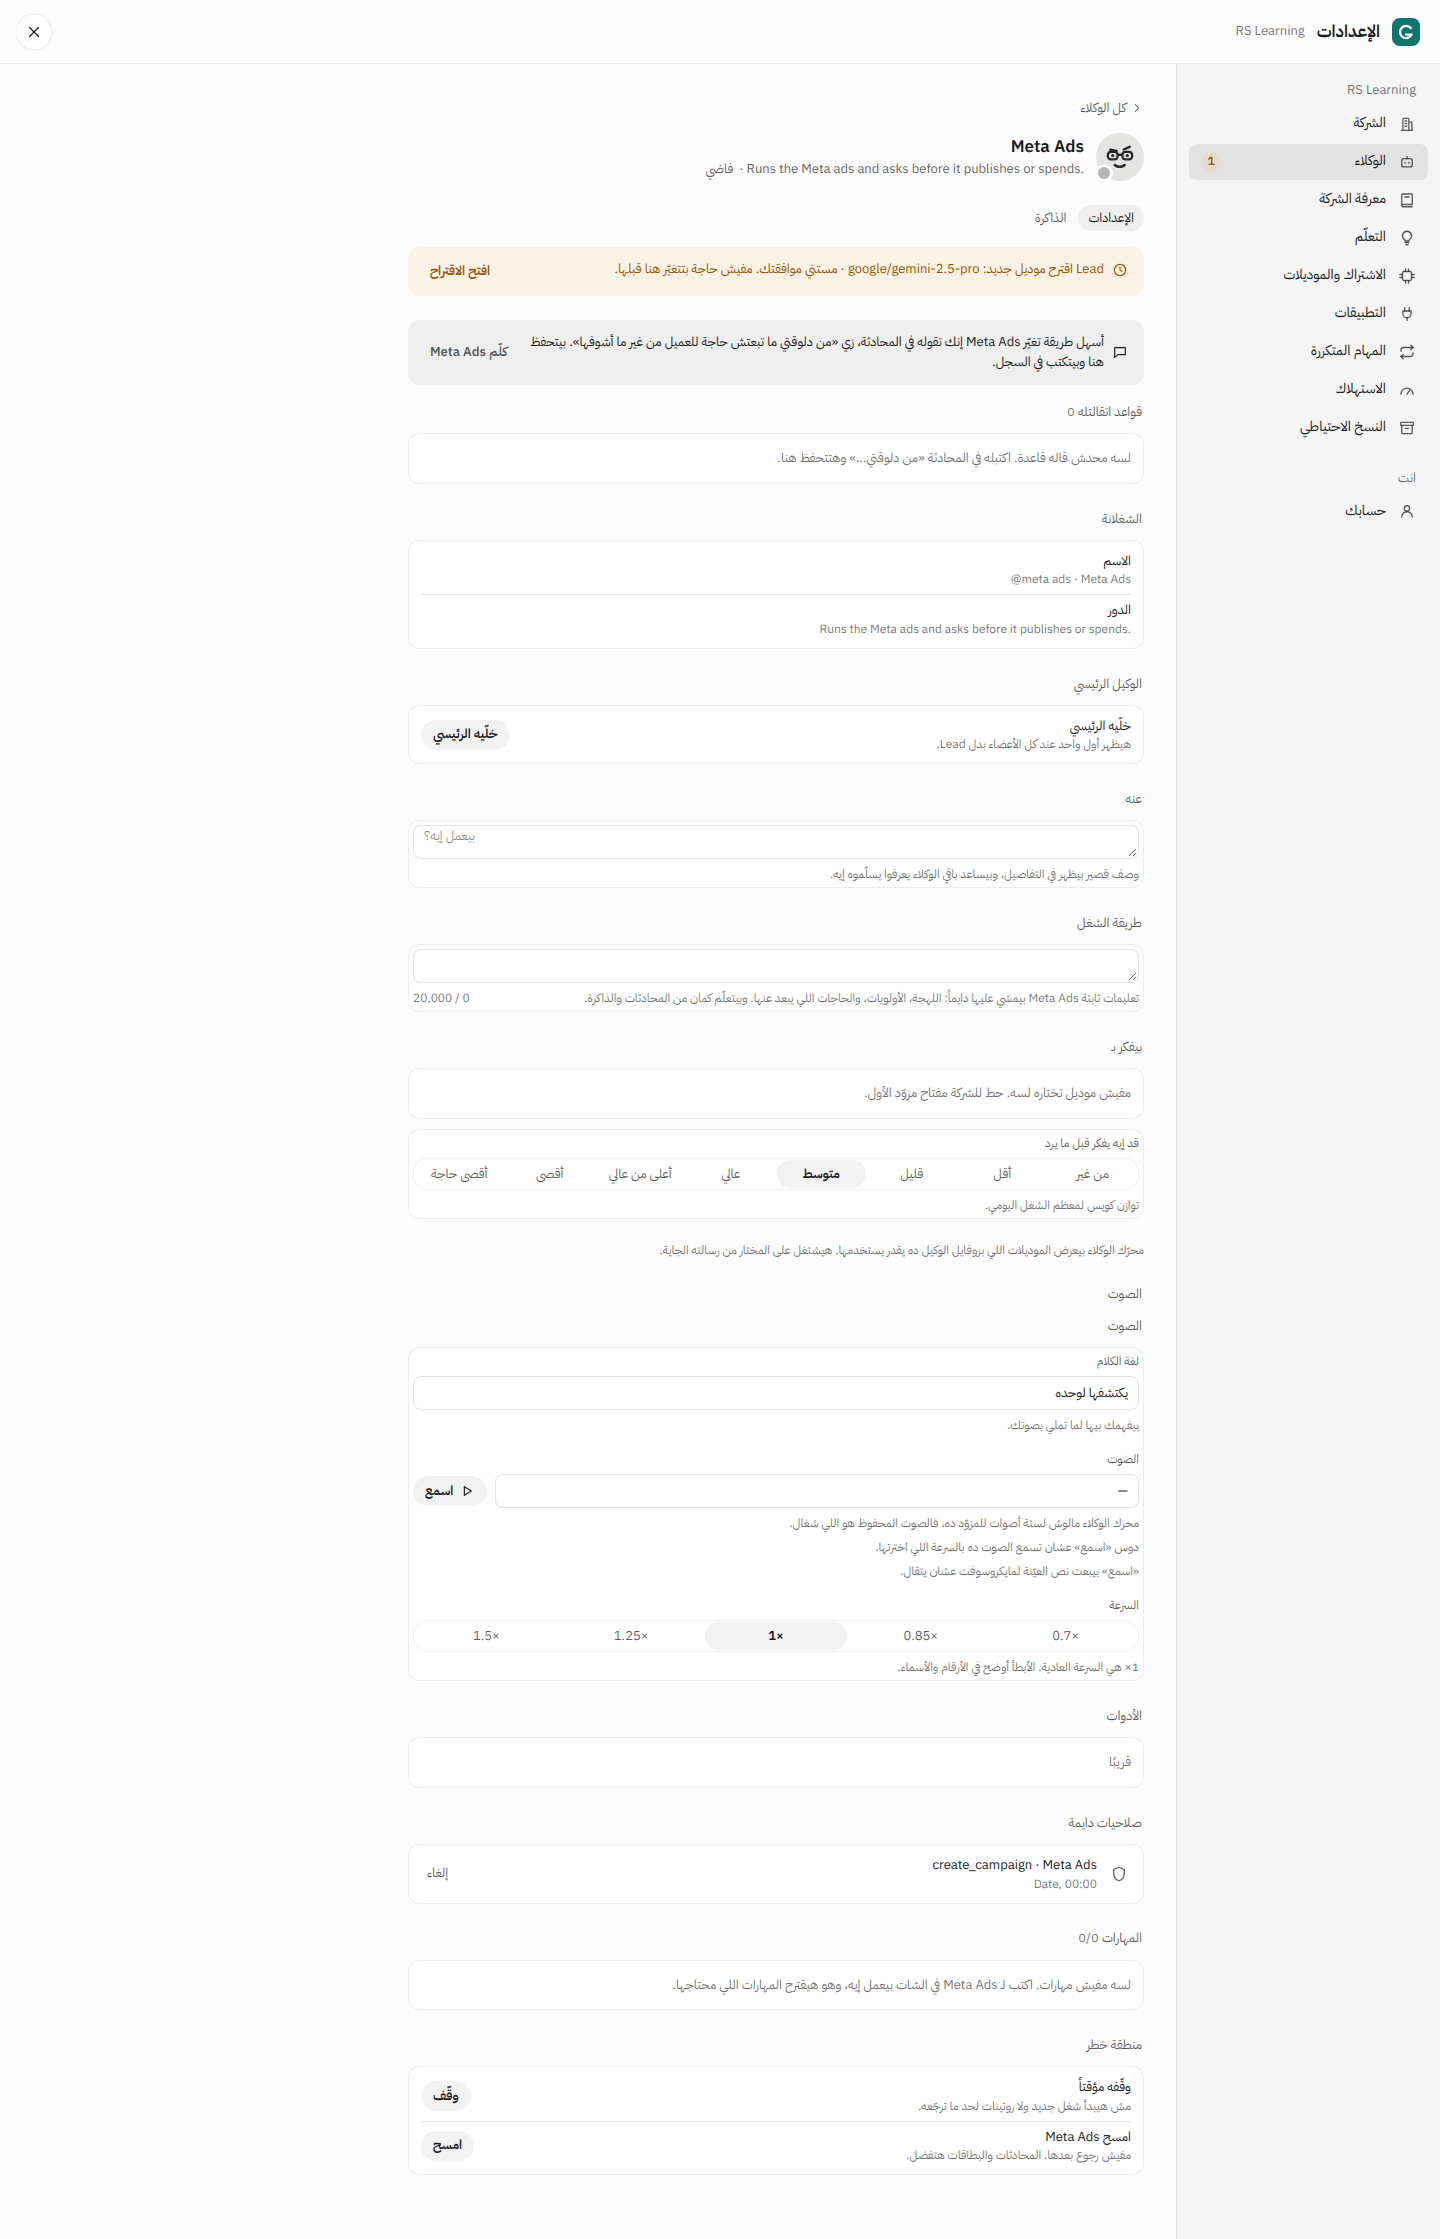 الإعدادات RS Learning
RS Learning
الشركة
الوكلاء 1
معرفة الشركة
التعلّم
الاشتراك والموديلات
التطبيقات
المهام المتكررة
الاستهلاك
النسخ الاحتياطي
انت
حسابك
كل الوكلاء
Meta Ads
Runs the Meta ads and asks before it publishes or spends. · فاضي
الإعدادات الذاكرة
Lead اقترح موديل جديد: google/gemini-2.5-pro · مستني موافقتك. مفيش حاجة بتتغيّر هنا قبلها. افتح الاقتراح
أسهل طريقة تغيّر Meta Ads إنك تقوله في المحادثة، زي «من دلوقتي ما تبعتش حاجة للعميل من غير ما أشوفها». بيتحفظ
هنا وبيتكتب في السجل.
كلّم Meta Ads
قواعد اتقالتله 0
لسه محدش قاله قاعدة. اكتبله في المحادثة «من دلوقتي...» وهتتحفظ هنا.
الشغلانة
الاسم
@meta ads · Meta Ads
الدور
Runs the Meta ads and asks before it publishes or spends.
الوكيل الرئيسي
خلّيه الرئيسي
هيظهر أول واحد عند كل الأعضاء بدل Lead.
خلّيه الرئيسي
عنه
بيعمل إيه؟
وصف قصير بيظهر في التفاصيل، وبيساعد باقي الوكلاء يعرفوا يسلّموه إيه.
طريقة الشغل
تعليمات ثابتة Meta Ads بيمشي عليها دايماً: اللهجة، الأولويات، والحاجات اللي يبعد عنها. وبيتعلّم كمان من المحادثات والذاكرة. 20,000 / 0
بيفكر بـ
مفيش موديل تختاره لسه. حط للشركة مفتاح مزوّد الأول.
قد إيه يفكر قبل ما يرد
من غير أقل قليل متوسط عالي أعلى من عالي أقصى أقصى حاجة
توازن كويس لمعظم الشغل اليومي.
محرّك الوكلاء بيعرض الموديلات اللي بروفايل الوكيل ده يقدر يستخدمها. هيشتغل على المختار من رسالته الجاية.
الصوت
الصوت
لغة الكلام
يكتشفها لوحده
بيفهمك بيها لما تملي بصوتك.
الصوت
—
اسمع
محرك الوكلاء مالوش لستة أصوات للمزوّد ده، فالصوت المحفوظ هو اللي شغال.
دوس «اسمع» عشان تسمع الصوت ده بالسرعة اللي اخترتها.
«اسمع» بيبعت نص العيّنة لمايكروسوفت عشان يتقال.
السرعة
0.7× 0.85× 1× 1.25× 1.5×
1× هي السرعة العادية. الأبطأ أوضح في الأرقام والأسماء.
الأدوات
قريبًا
صلاحيات دايمة
create_campaign · Meta Ads
Date, 00:00
إلغاء
المهارات 0/0
لسه مفيش مهارات. اكتب لـ Meta Ads في الشات بيعمل إيه، وهو هيقترح المهارات اللي محتاجها.
منطقة خطر
وقّفه مؤقتاً
مش هيبدأ شغل جديد ولا روتينات لحد ما ترجّعه.
وقّف
امسح Meta Ads
مفيش رجوع بعدها. المحادثات والبطاقات هتفضل.
امسح